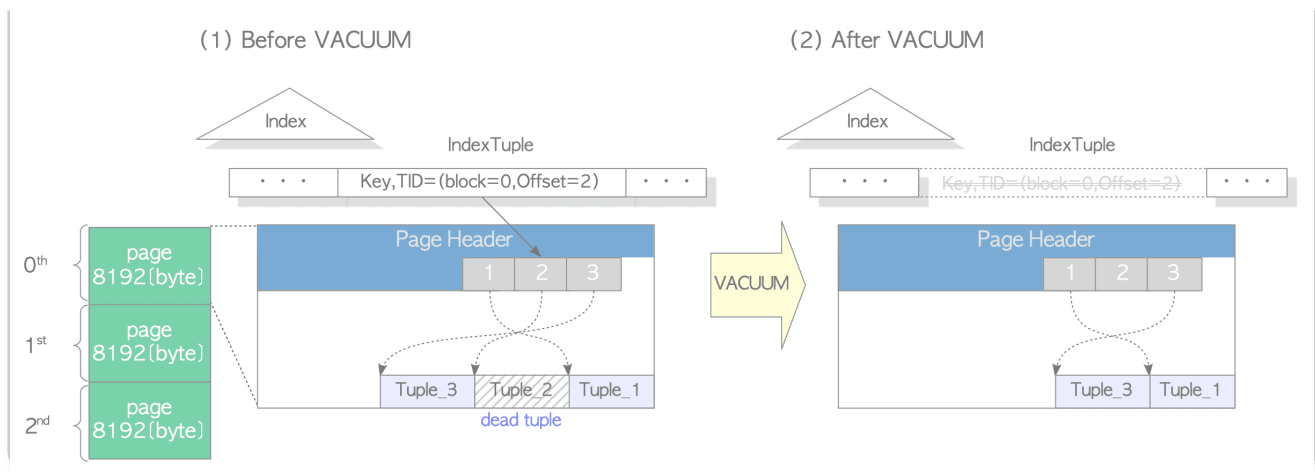 (1) Before VACUUM
(2) After VACUUM
Index
IndexTuple
· · ·
Key,TID=(block=0,Offset=2)
· · ·
Index
IndexTuple
· · ·
Key,TID=(block=0,Offset=2)
· · ·
0th
page
8192[byte]
1st
page
8192[byte]
2nd
page
8192[byte]
Page Header
1 2 3
Tuple_3 Tuple_2 Tuple_1
dead tuple
VACUUM
Page Header
1 2 3
Tuple_3 Tuple_1